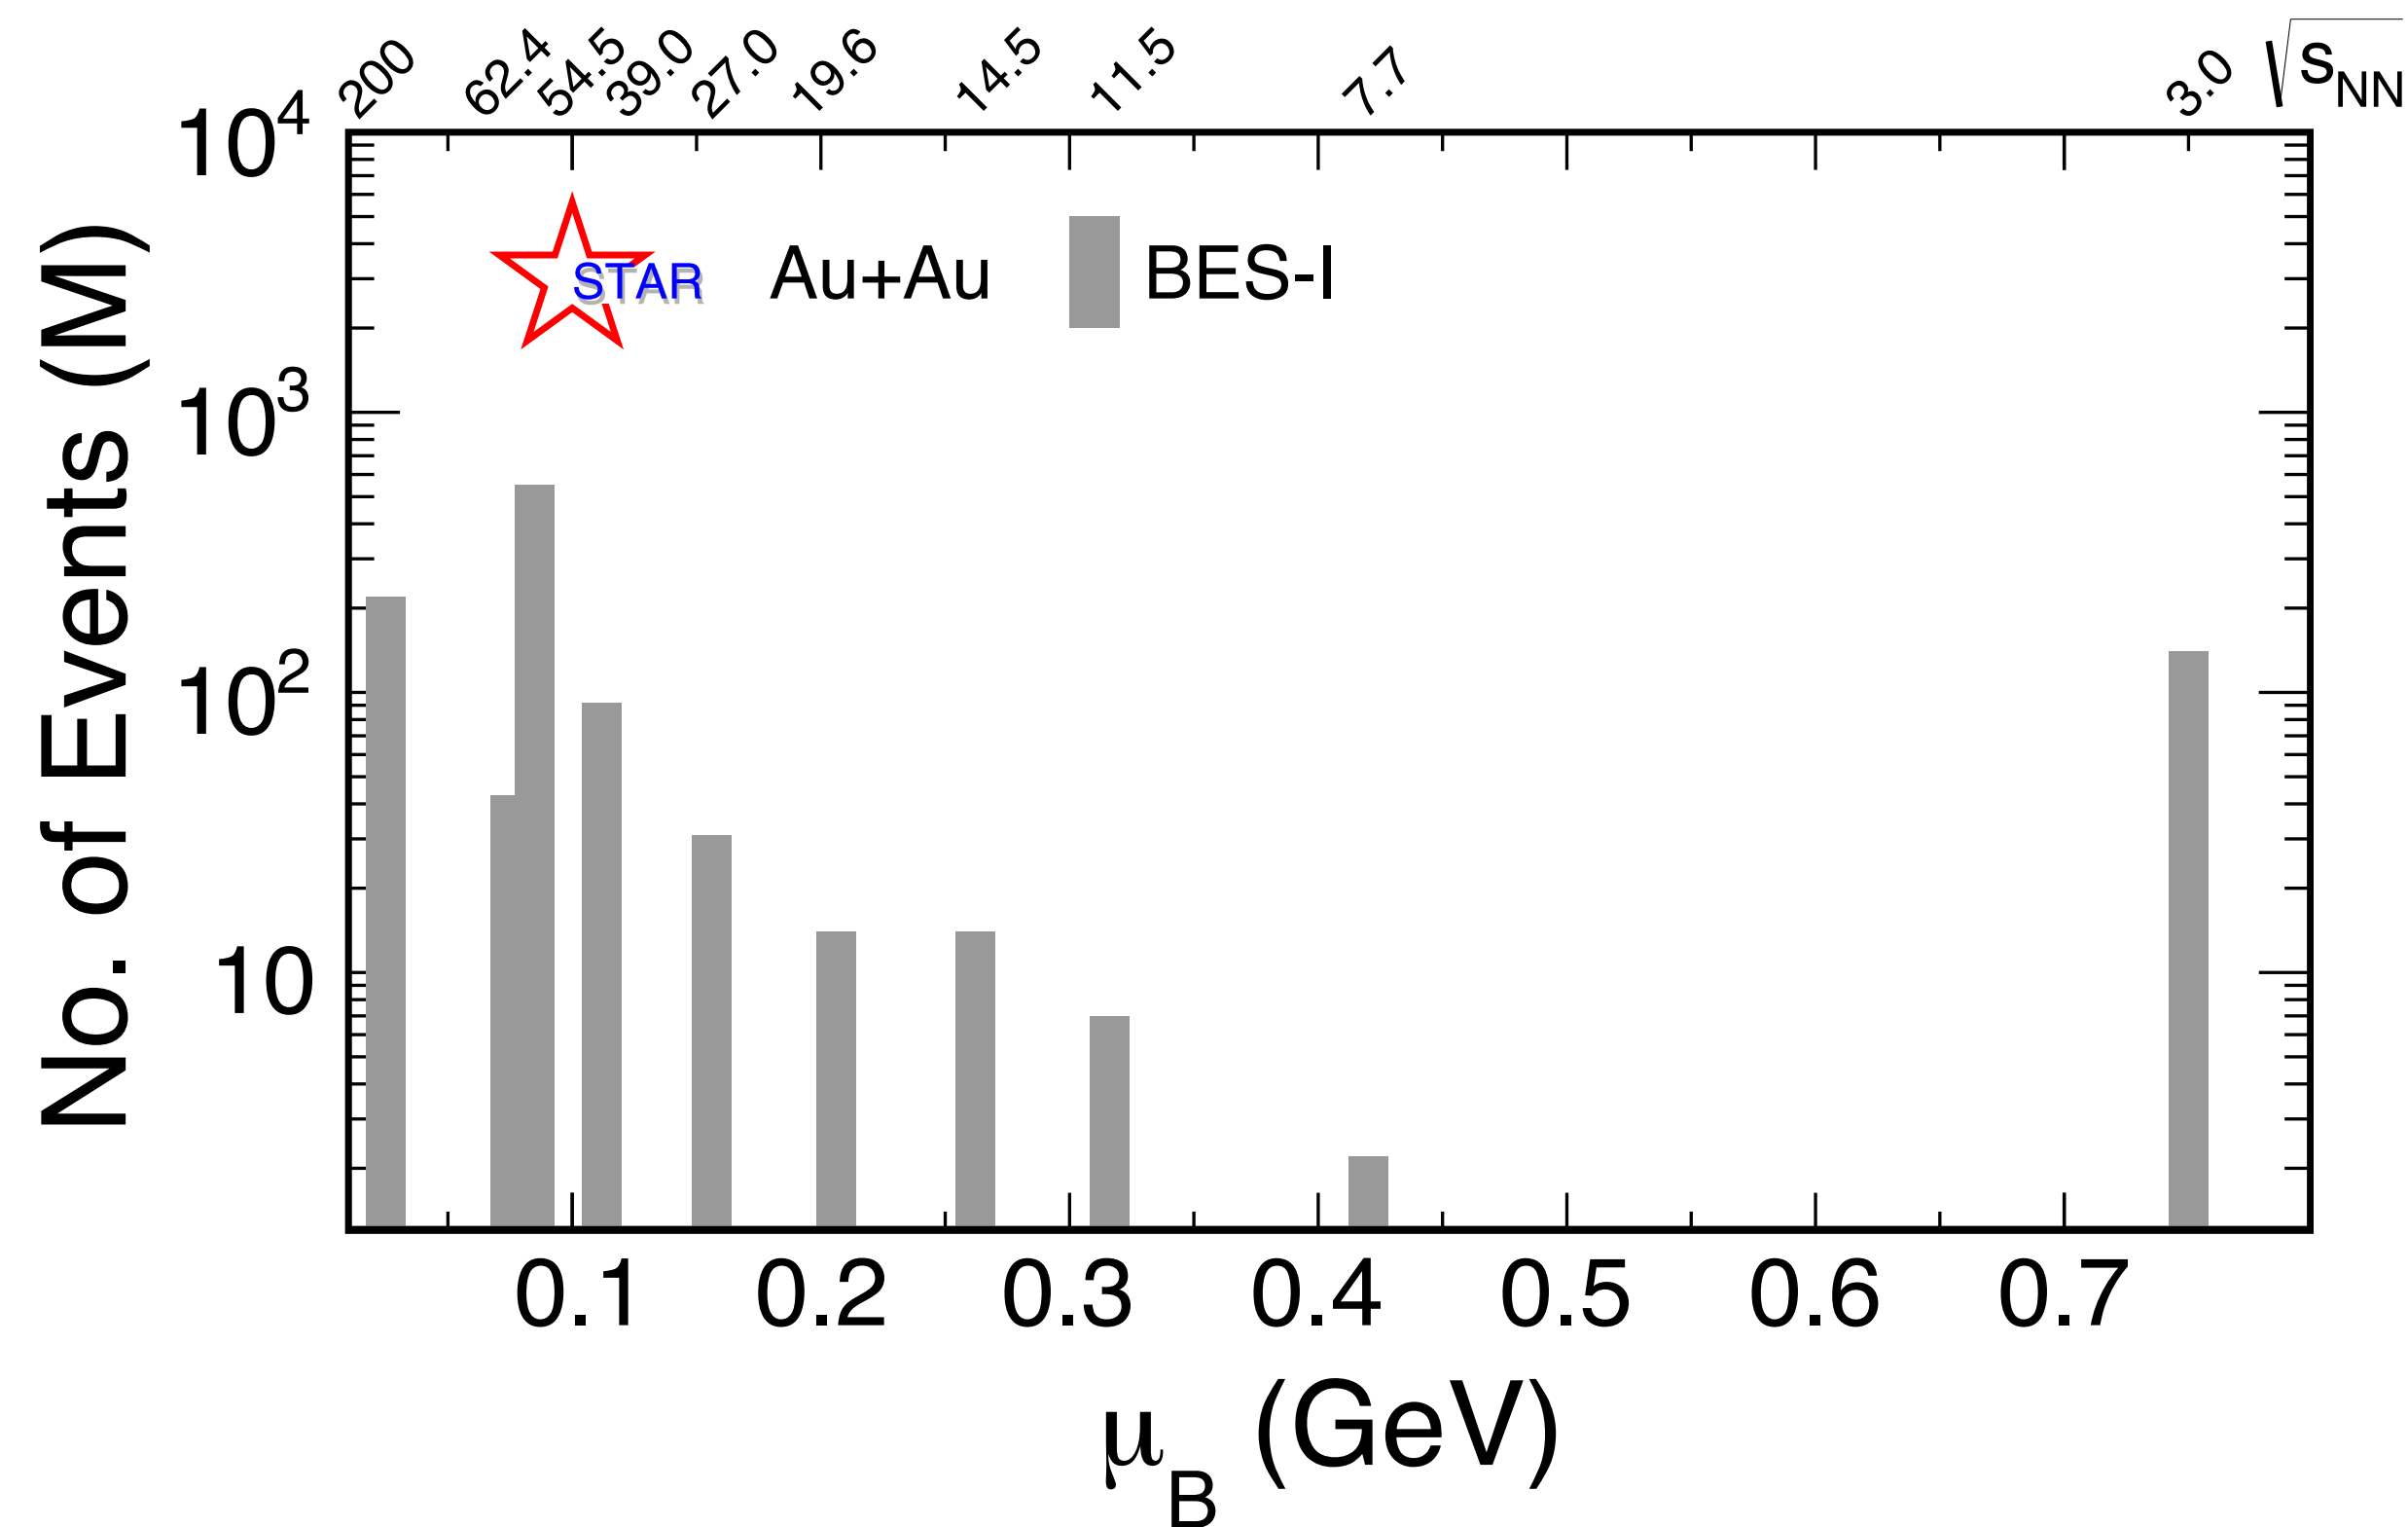 200 62.4 54.5 39.0 27.0 19.6 14.5 11.5 7.7 3.0 √sNN
10⁴
STAR Au+Au BES-I
10³
10²
10
No. of Events (M)
0.1 0.2 0.3 0.4 0.5 0.6 0.7
μB (GeV)